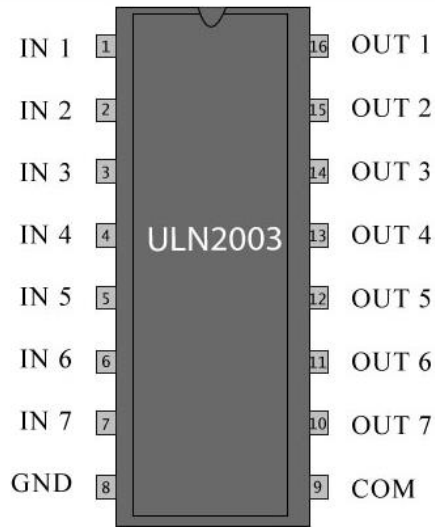 IN 1 1 16 OUT 1
IN 2 2 15 OUT 2
IN 3 3 14 OUT 3
IN 4 4 ULN2003 13 OUT 4
IN 5 5 12 OUT 5
IN 6 6 11 OUT 6
IN 7 7 10 OUT 7
GND 8 9 COM